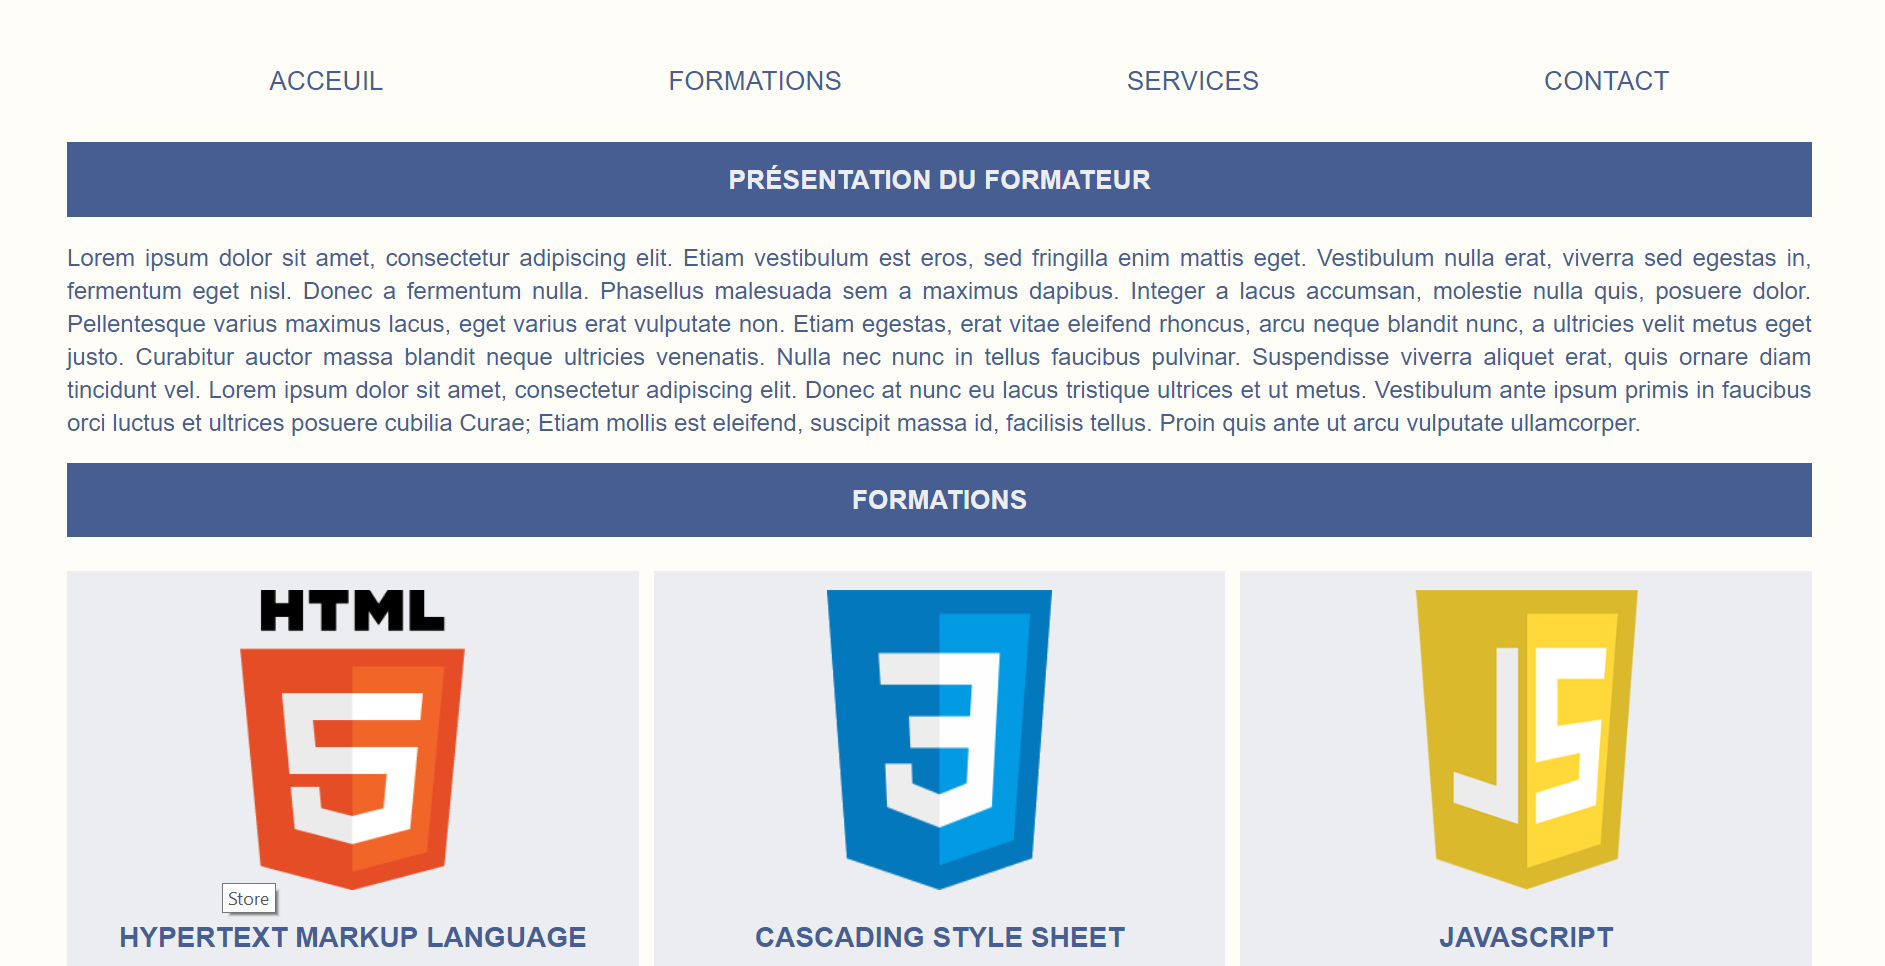 ACCEUIL FORMATIONS SERVICES CONTACT
PRÉSENTATION DU FORMATEUR
Lorem ipsum dolor sit amet, consectetur adipiscing elit. Etiam vestibulum est eros, sed fringilla enim mattis eget. Vestibulum nulla erat, viverra sed egestas in,
fermentum eget nisl. Donec a fermentum nulla. Phasellus malesuada sem a maximus dapibus. Integer a lacus accumsan, molestie nulla quis, posuere dolor.
Pellentesque varius maximus lacus, eget varius erat vulputate non. Etiam egestas, erat vitae eleifend rhoncus, arcu neque blandit nunc, a ultricies velit metus eget
justo. Curabitur auctor massa blandit neque ultricies venenatis. Nulla nec nunc in tellus faucibus pulvinar. Suspendisse viverra aliquet erat, quis ornare diam
tincidunt vel. Lorem ipsum dolor sit amet, consectetur adipiscing elit. Donec at nunc eu lacus tristique ultrices et ut metus. Vestibulum ante ipsum primis in faucibus
orci luctus et ultrices posuere cubilia Curae; Etiam mollis est eleifend, suscipit massa id, facilisis tellus. Proin quis ante ut arcu vulputate ullamcorper.
FORMATIONS
HTML
5
3
JS
Store
HYPERTEXT MARKUP LANGUAGE
CASCADING STYLE SHEET
JAVASCRIPT